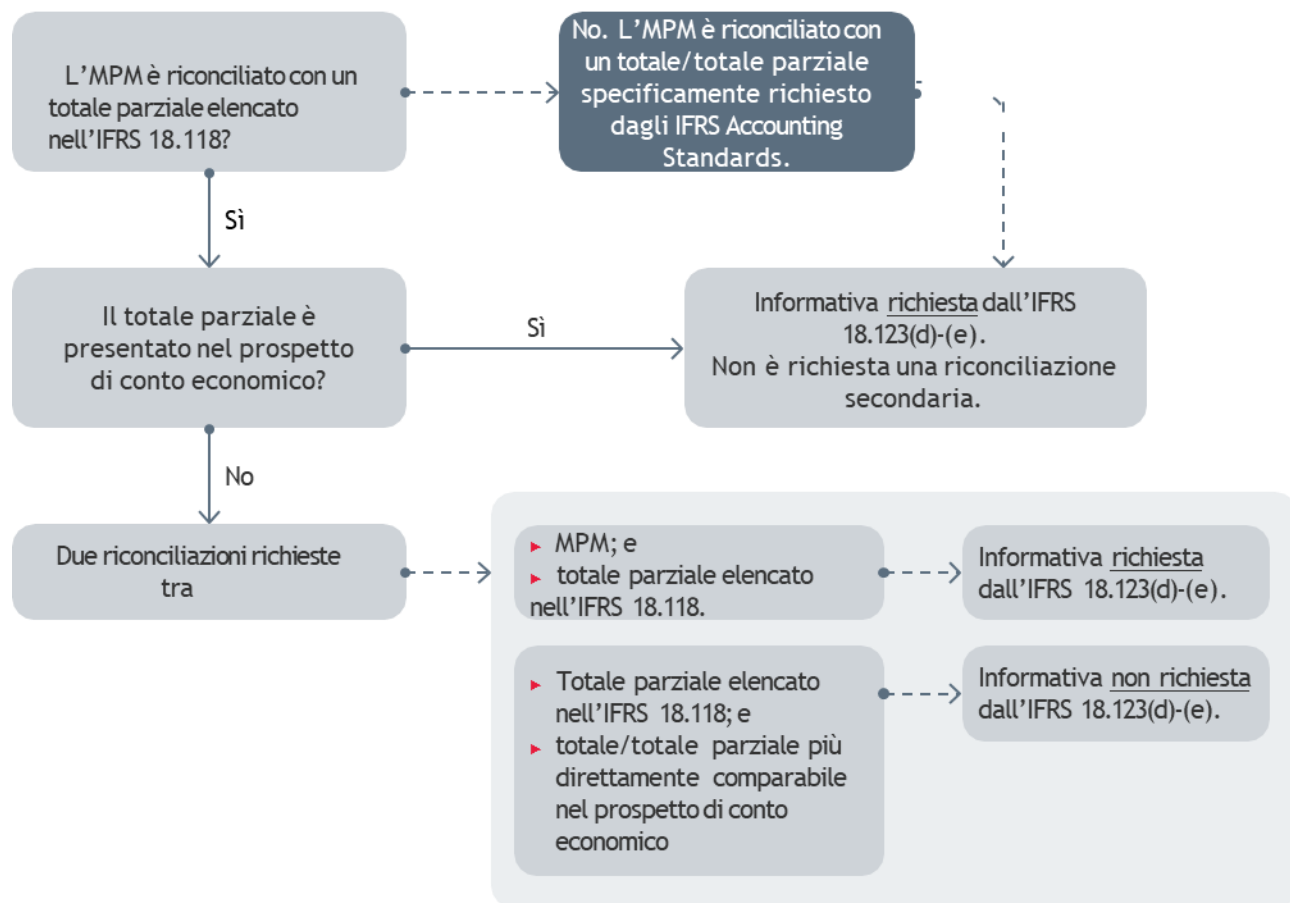 L’MPM è riconciliato con un
totale parziale elencato
nell’IFRS 18.118?
No. L’MPM è riconciliato con
un totale/totale parziale
specificamente richiesto
dagli IFRS Accounting
Standards.
Sì
Il totale parziale è
presentato nel prospetto
di conto economico?
Sì
Informativa richiesta dall’IFRS
18.123(d)-(e).
Non è richiesta una riconciliazione
secondaria.
No
Due riconciliazioni richieste
tra
► MPM; e
► totale parziale elencato
nell’IFRS 18.118.
Informativa richiesta
dall’IFRS 18.123(d)-(e).
► Totale parziale elencato
nell’IFRS 18.118; e
► totale/totale parziale più
direttamente comparabile
nel prospetto di conto
economico
Informativa non richiesta
dall’IFRS 18.123(d)-(e).